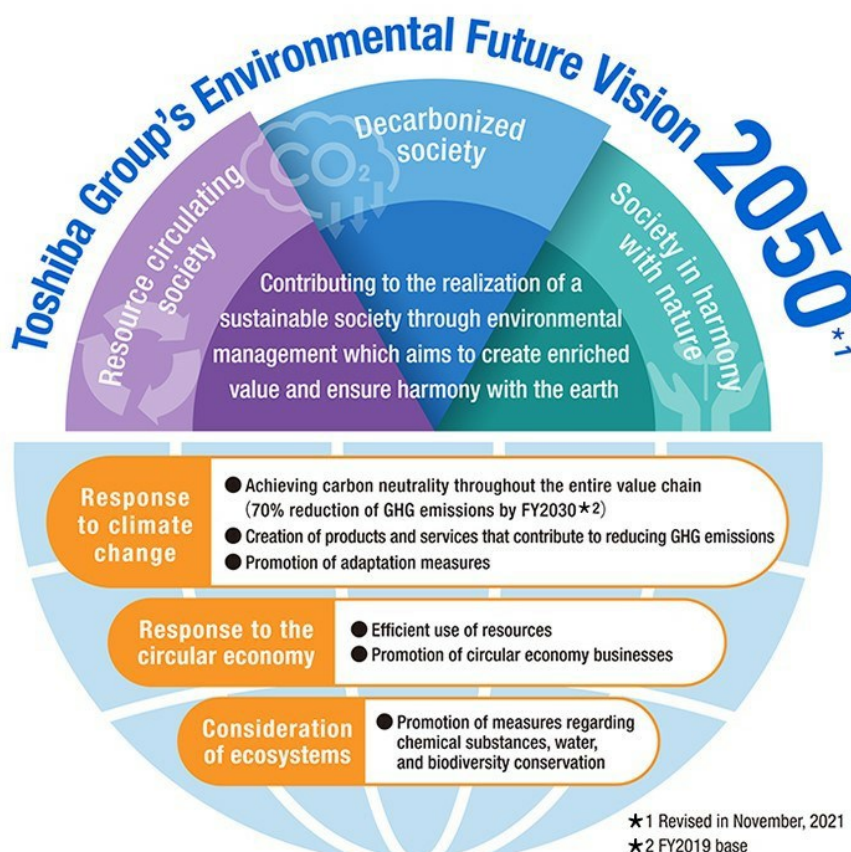 Toshiba Group's Environmental Future Vision 2050★1
Resource circulating
society
CO2
Decarbonized
society
Society in harmony
with nature
Contributing to the realization of a
sustainable society through environmental
management which aims to create enriched
value and ensure harmony with the earth
Response
to climate
change
● Achieving carbon neutrality throughout the entire value chain
(70% reduction of GHG emissions by FY2030★2)
● Creation of products and services that contribute to reducing GHG emissions
● Promotion of adaptation measures
Response to the
circular economy
● Efficient use of resources
● Promotion of circular economy businesses
Consideration
of ecosystems
● Promotion of measures regarding
chemical substances, water,
and biodiversity conservation
★1 Revised in November, 2021
★2 FY2019 base